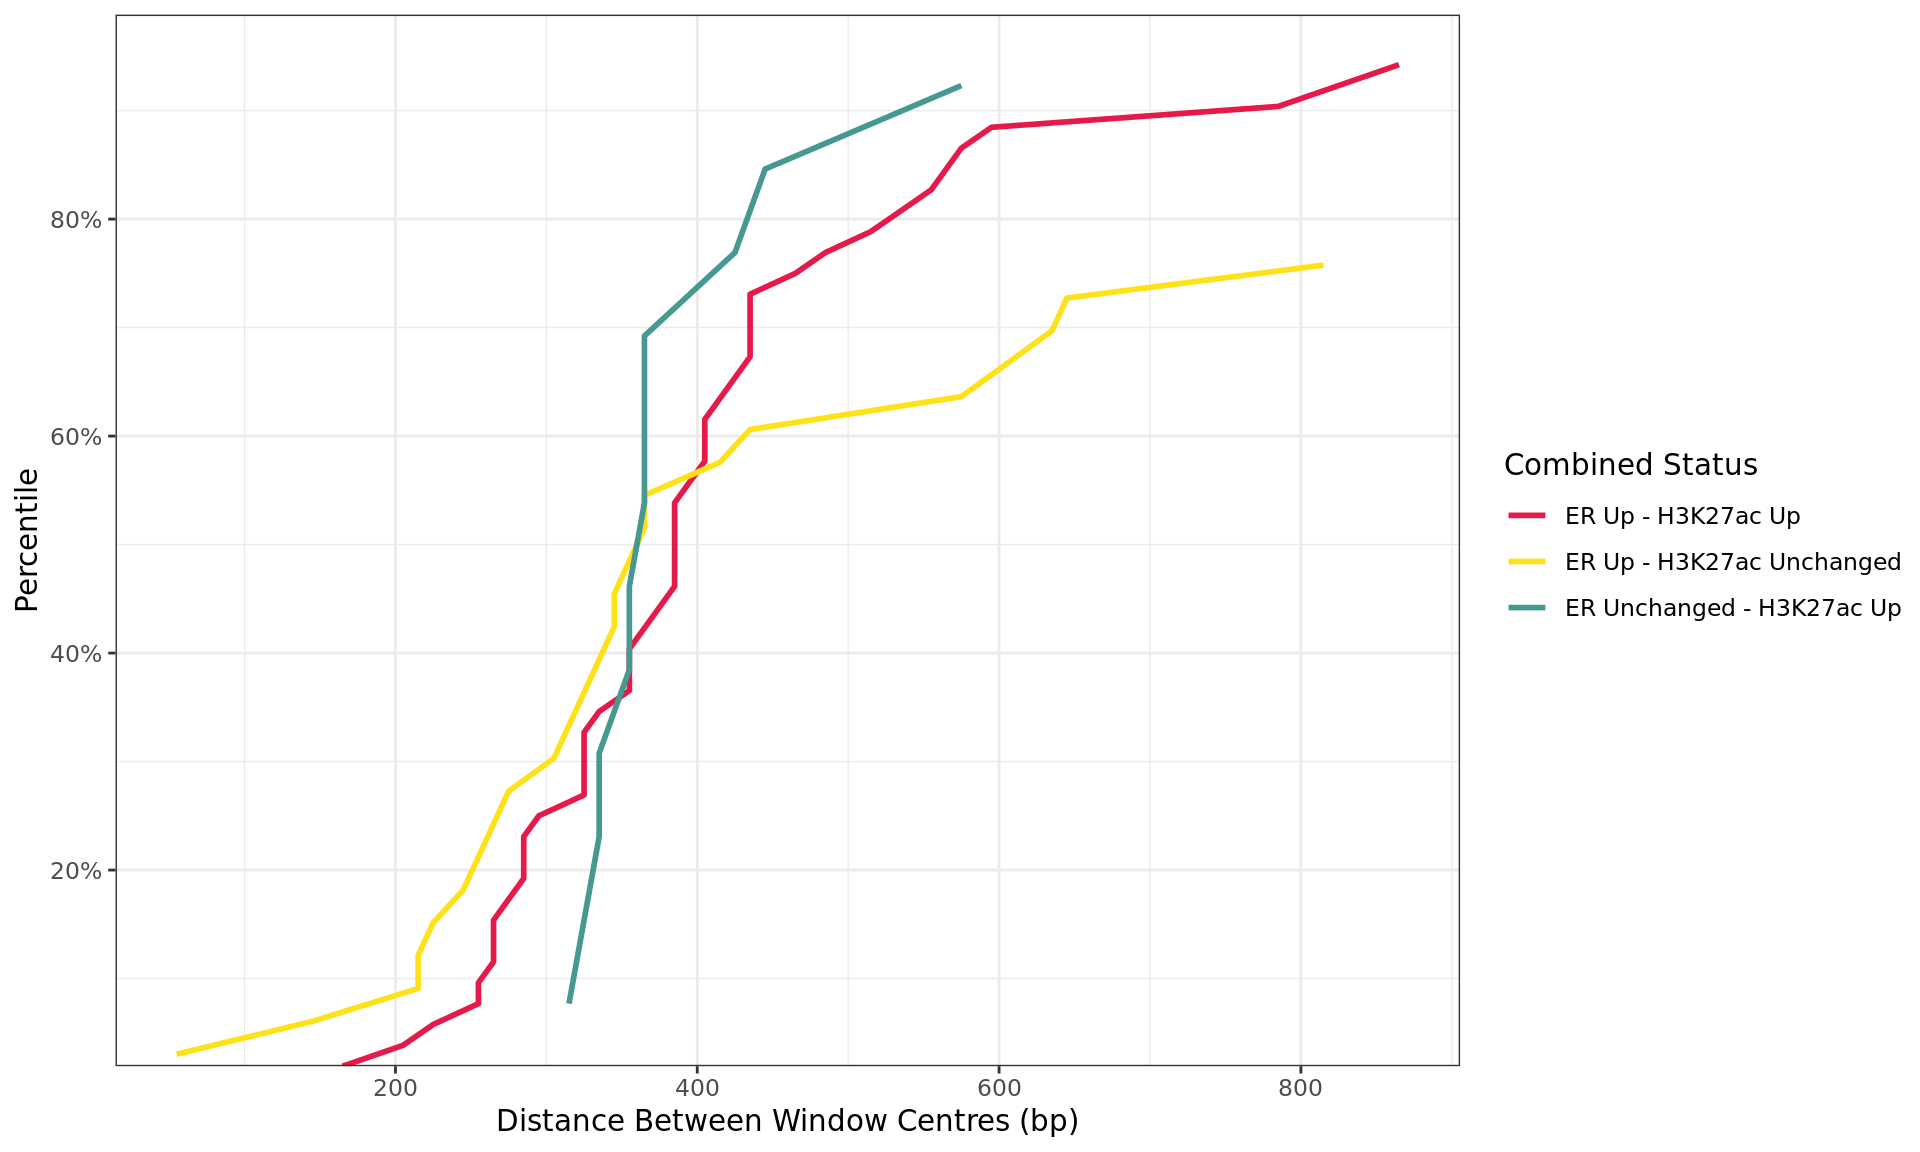 80%
60%
40%
20%
Percentile
200
400
600
800
Distance Between Window Centres (bp)
Combined Status
ER Up - H3K27ac Up
ER Up - H3K27ac Unchanged
ER Unchanged - H3K27ac Up